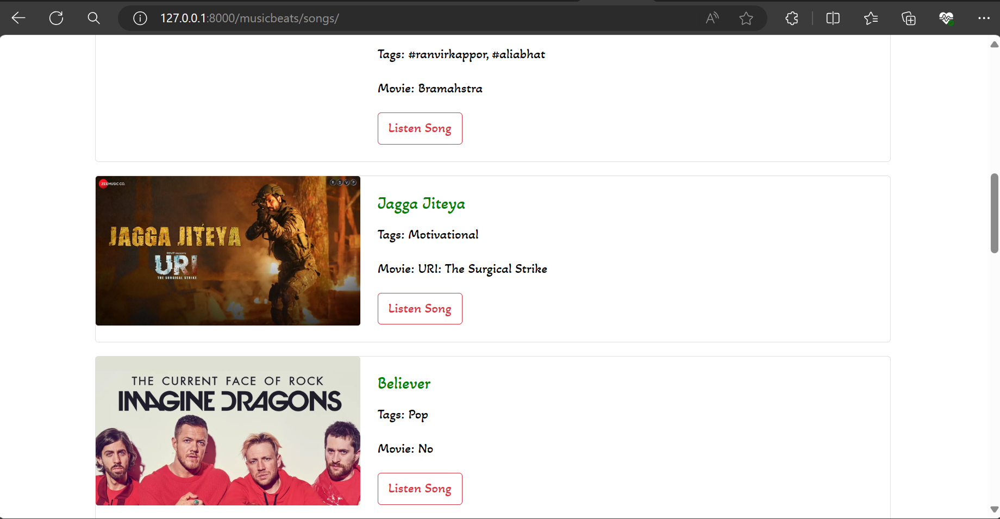 127.0.0.1:8000/musicbeats/songs/
Tags: #ranvirkappor, #aliabhat
Movie: Bramahstra
Listen Song
ZEE MUSIC CO.
R S V P
JAGGA JITEYA
RSVP PRESENTS
URI
THE SURGICAL STRIKE
Jagga Jiteya
Tags: Motivational
Movie: URI: The Surgical Strike
Listen Song
THE CURRENT FACE OF ROCK
IMAGINE DRAGONS
Believer
Tags: Pop
Movie: No
Listen Song